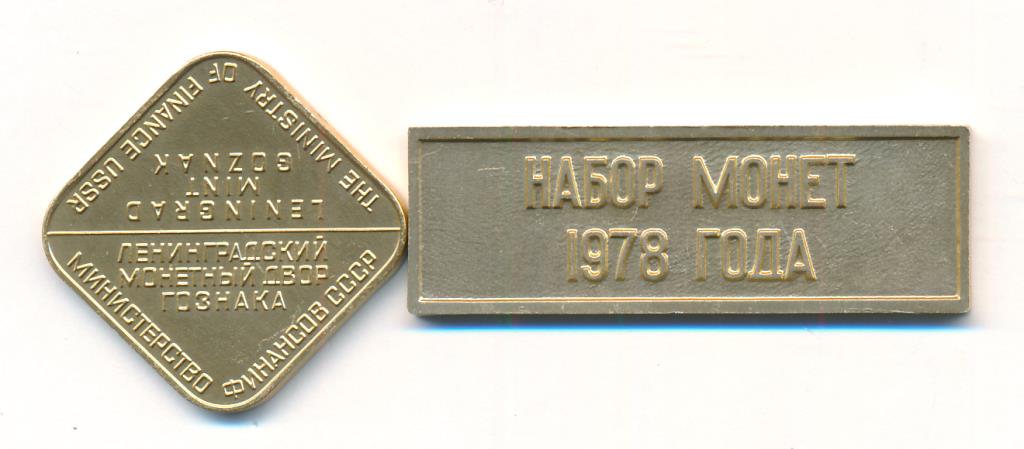 THE MINISTRY OF FINANCE USSR
LENINGRAD
MINT
GOZNAK
ЛЕНИНГРАДСКИЙ
МОНЕТНЫЙ ДВОР
ГОЗНАКА
МИНИСТЕРСТВО ФИНАНСОВ СССР
НАБОР МОНЕТ
1978 ГОДА